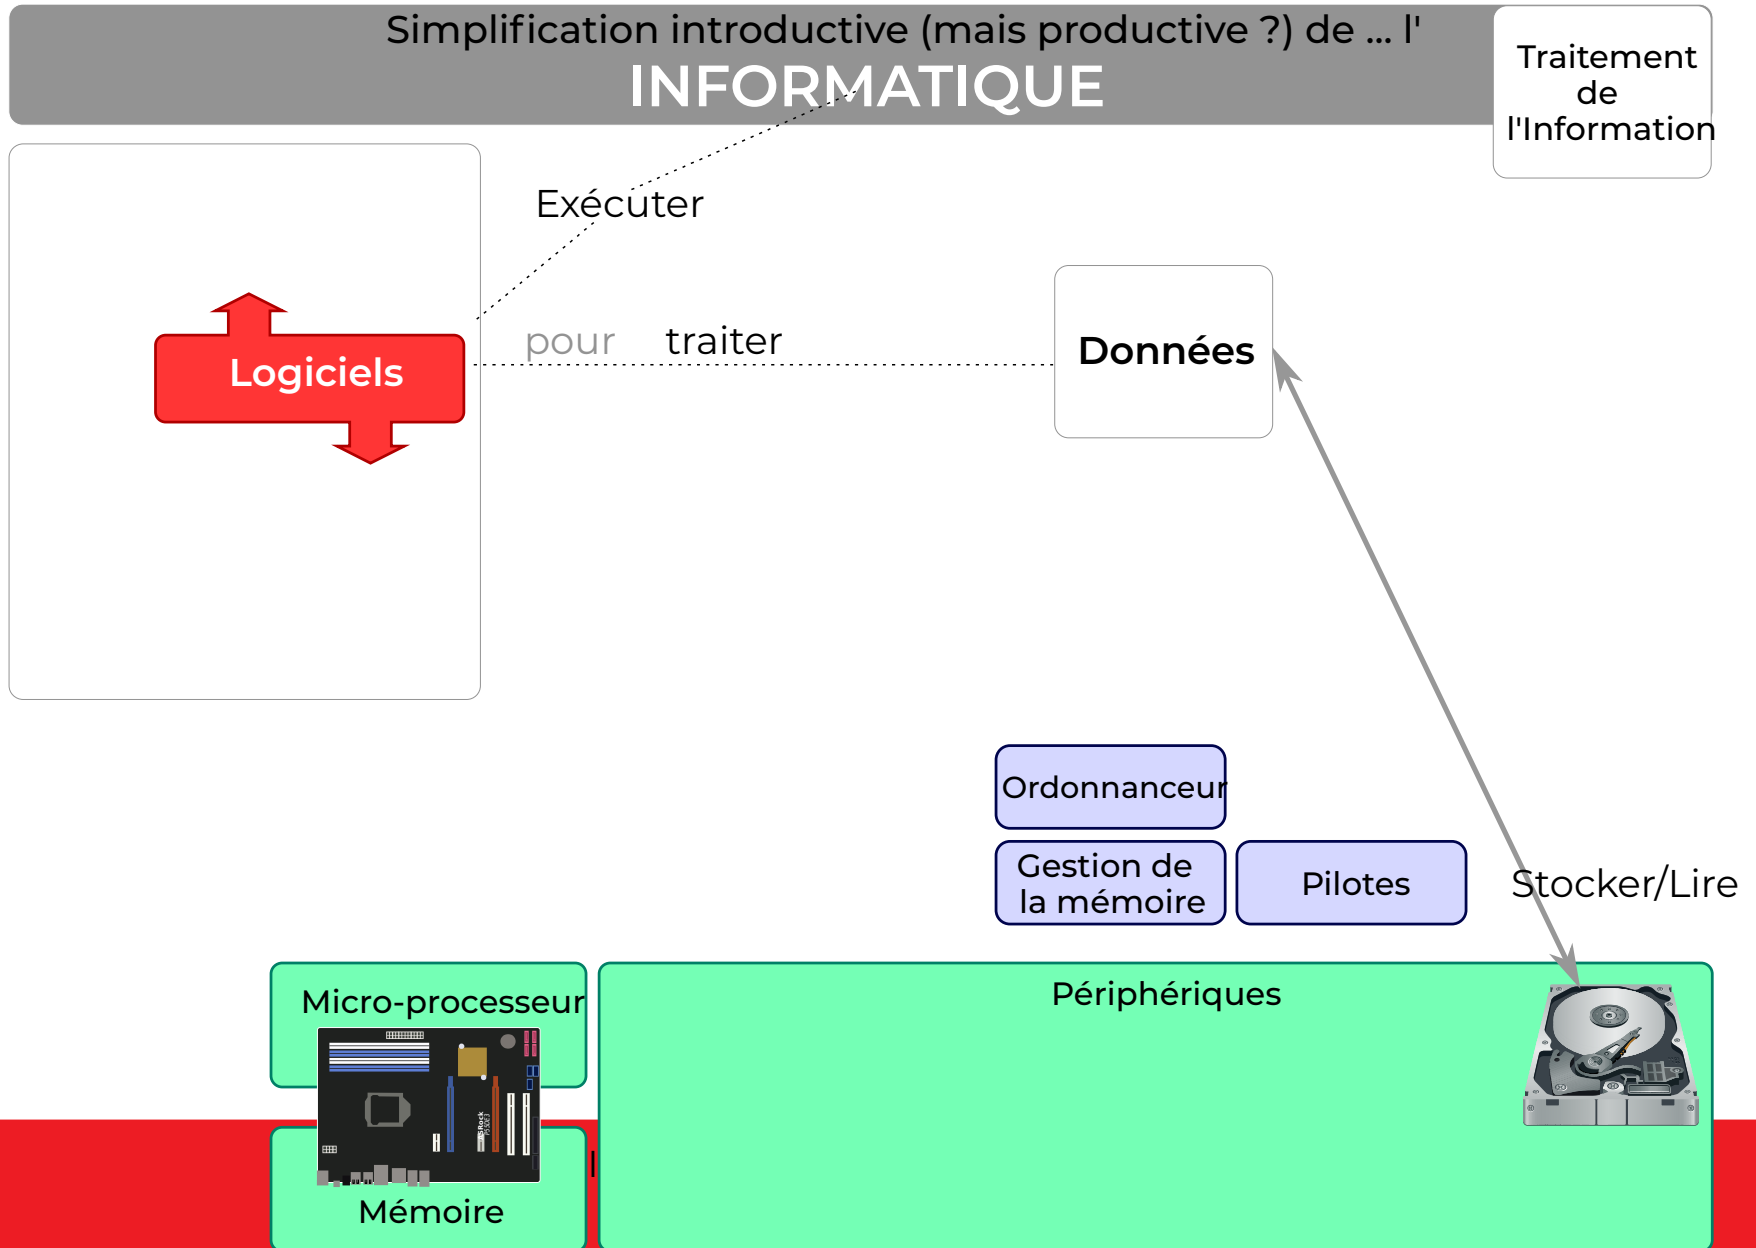 Simplification introductive (mais productive ?) de ... l'
INFORMATIQUE
Traitement
de
l'Information
Exécuter
pour traiter
Données
Logiciels
Ordonnanceur
Gestion de
la mémoire
Pilotes
Stocker/Lire
Micro-processeur
Périphériques
ASRock
Mémoire